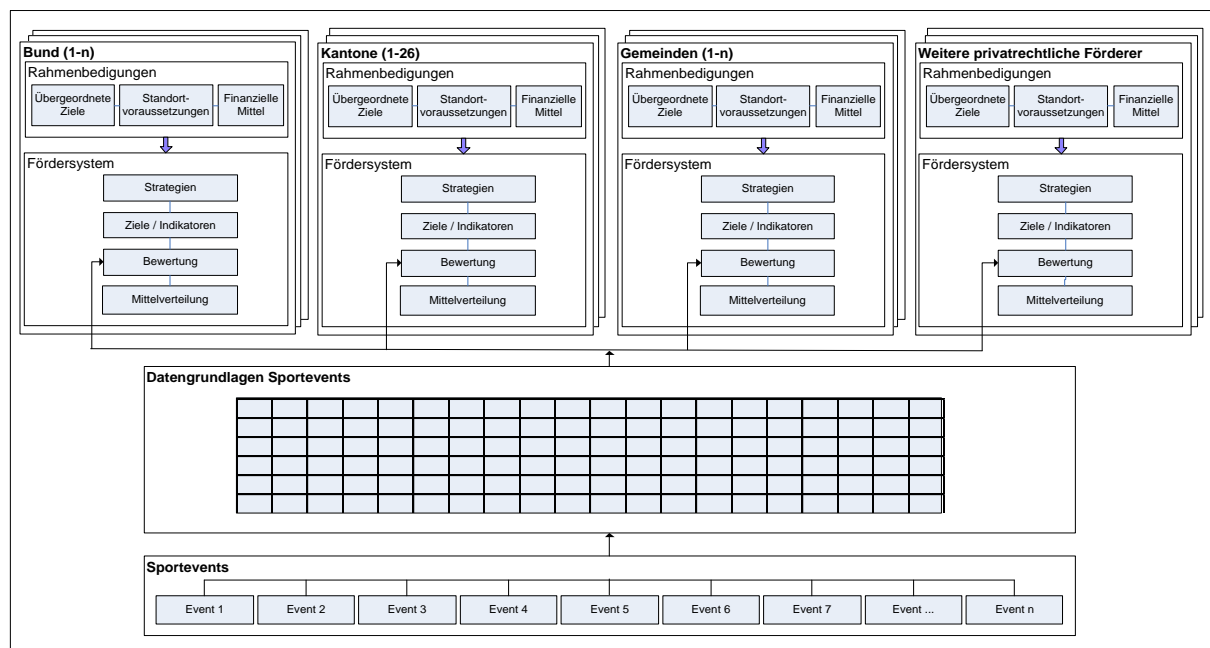 Bund (1-n)
Rahmenbedigungen
Übergeordnete
Ziele
Standort-
voraussetzungen
Finanzielle
Mittel
Fördersystem
Strategien
Ziele / Indikatoren
Bewertung
Mittelverteilung
Kantone (1-26)
Rahmenbedigungen
Übergeordnete
Ziele
Standort-
voraussetzungen
Finanzielle
Mittel
Fördersystem
Strategien
Ziele / Indikatoren
Bewertung
Mittelverteilung
Gemeinden (1-n)
Rahmenbedigungen
Übergeordnete
Ziele
Standort-
voraussetzungen
Finanzielle
Mittel
Fördersystem
Strategien
Ziele / Indikatoren
Bewertung
Mittelverteilung
Weitere privatrechtliche Förderer
Rahmenbedigungen
Übergeordnete
Ziele
Standort-
voraussetzungen
Finanzielle
Mittel
Fördersystem
Strategien
Ziele / Indikatoren
Bewertung
Mittelverteilung
Datengrundlagen Sportevents
Sportevents
Event 1
Event 2
Event 3
Event 4
Event 5
Event 6
Event 7
Event ...
Event n